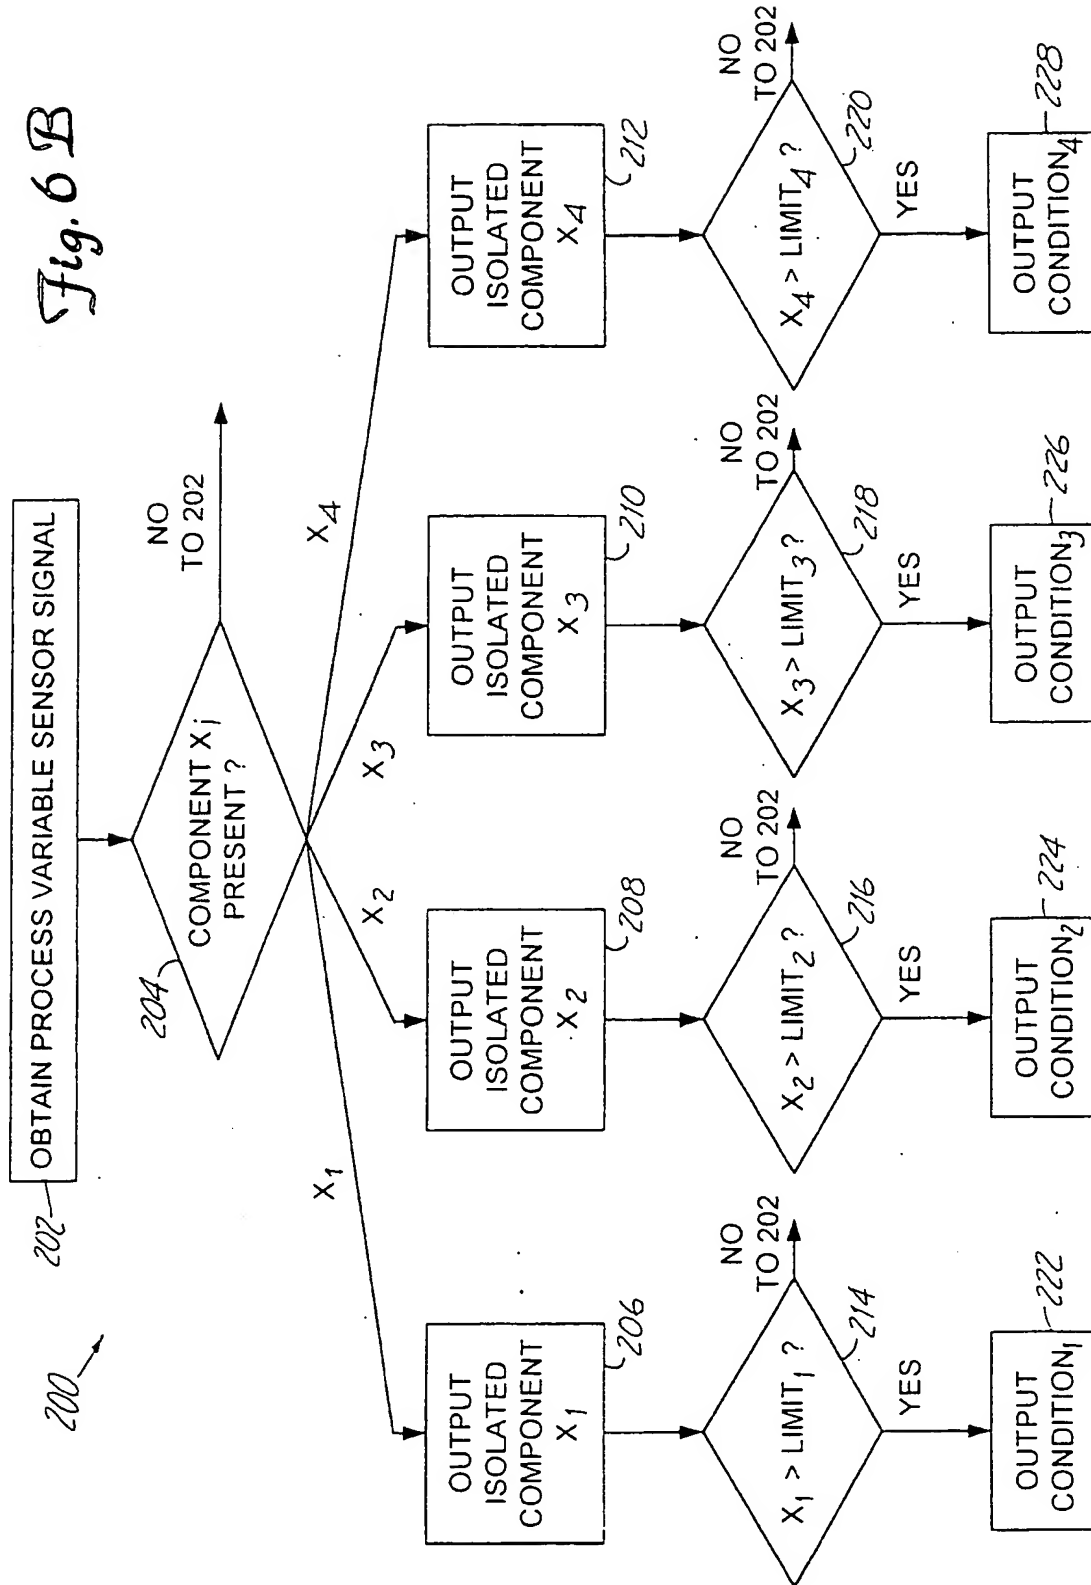 Fig. 6 B
200
202
OBTAIN PROCESS VARIABLE SENSOR SIGNAL
204
COMPONENT Xj
PRESENT ?
NO
TO 202
X1
X2
X3
X4
OUTPUT
ISOLATED
COMPONENT
X1
206
OUTPUT
ISOLATED
COMPONENT
X2
208
OUTPUT
ISOLATED
COMPONENT
X3
210
OUTPUT
ISOLATED
COMPONENT
X4
212
X1 > LIMIT1 ?
214
NO
TO 202
YES
X2 > LIMIT2 ?
216
NO
TO 202
YES
X3 > LIMIT3 ?
218
NO
TO 202
YES
X4 > LIMIT4 ?
220
NO
TO 202
YES
OUTPUT
CONDITION1
222
OUTPUT
CONDITION2
224
OUTPUT
CONDITION3
226
OUTPUT
CONDITION4
228